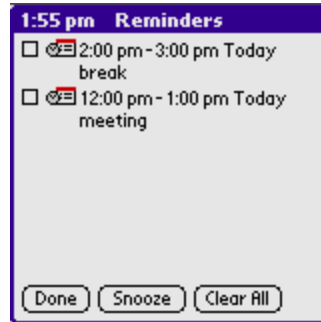 1:55 pm Reminders
2:00 pm - 3:00 pm Today
break
12:00 pm - 1:00 pm Today
meeting
Done Snooze Clear All